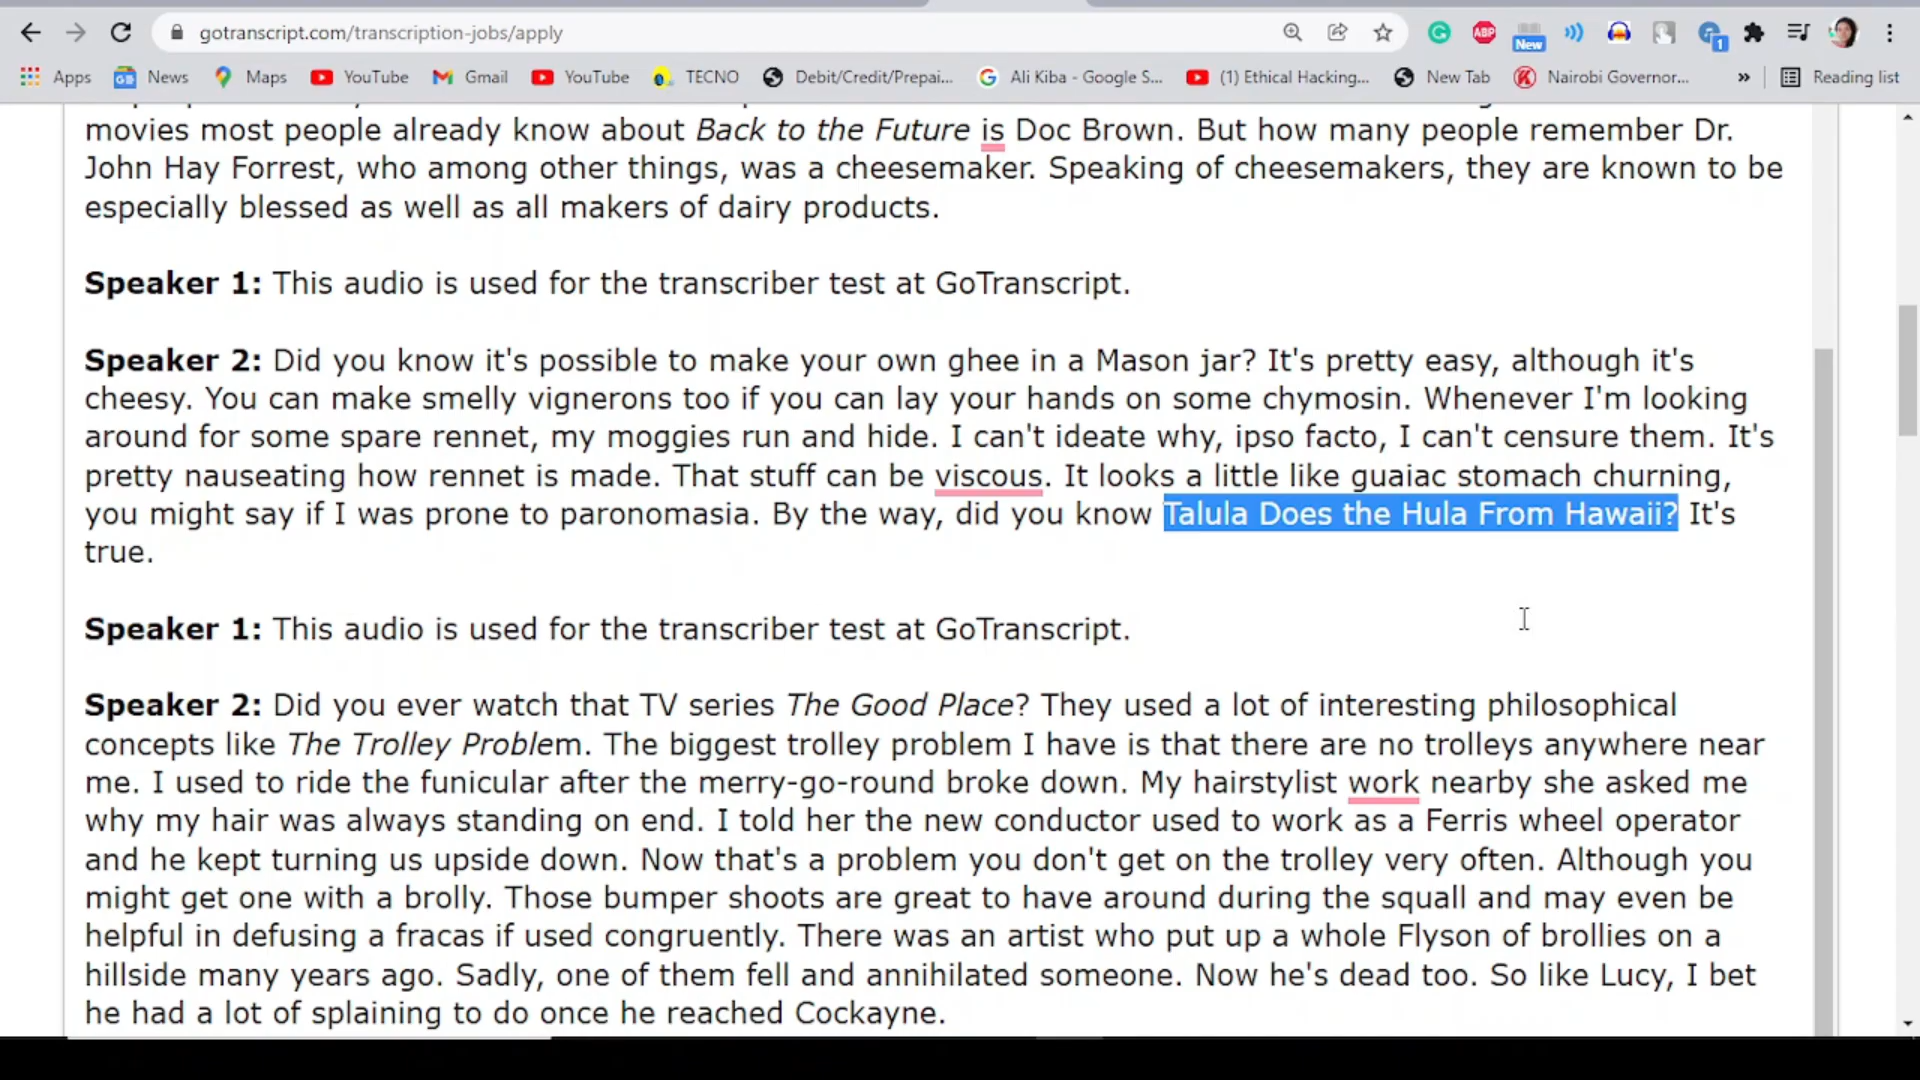 gotranscript.com/transcription-jobs/apply
ABP
New
1
Apps News Maps YouTube Gmail YouTube TECNO Debit/Credit/Prepai... Ali Kiba - Google S... (1) Ethical Hacking... New Tab Nairobi Governor... » Reading list
movies most people already know about Back to the Future is Doc Brown. But how many people remember Dr.
John Hay Forrest, who among other things, was a cheesemaker. Speaking of cheesemakers, they are known to be
especially blessed as well as all makers of dairy products.
Speaker 1: This audio is used for the transcriber test at GoTranscript.
Speaker 2: Did you know it's possible to make your own ghee in a Mason jar? It's pretty easy, although it's
cheesy. You can make smelly vignerons too if you can lay your hands on some chymosin. Whenever I'm looking
around for some spare rennet, my moggies run and hide. I can't ideate why, ipso facto, I can't censure them. It's
pretty nauseating how rennet is made. That stuff can be viscous. It looks a little like guaiac stomach churning,
you might say if I was prone to paronomasia. By the way, did you know Talula Does the Hula From Hawaii? It's
true.
Speaker 1: This audio is used for the transcriber test at GoTranscript.
Speaker 2: Did you ever watch that TV series The Good Place? They used a lot of interesting philosophical
concepts like The Trolley Problem. The biggest trolley problem I have is that there are no trolleys anywhere near
me. I used to ride the funicular after the merry-go-round broke down. My hairstylist work nearby she asked me
why my hair was always standing on end. I told her the new conductor used to work as a Ferris wheel operator
and he kept turning us upside down. Now that's a problem you don't get on the trolley very often. Although you
might get one with a brolly. Those bumper shoots are great to have around during the squall and may even be
helpful in defusing a fracas if used congruently. There was an artist who put up a whole Flyson of brollies on a
hillside many years ago. Sadly, one of them fell and annihilated someone. Now he's dead too. So like Lucy, I bet
he had a lot of splaining to do once he reached Cockayne.